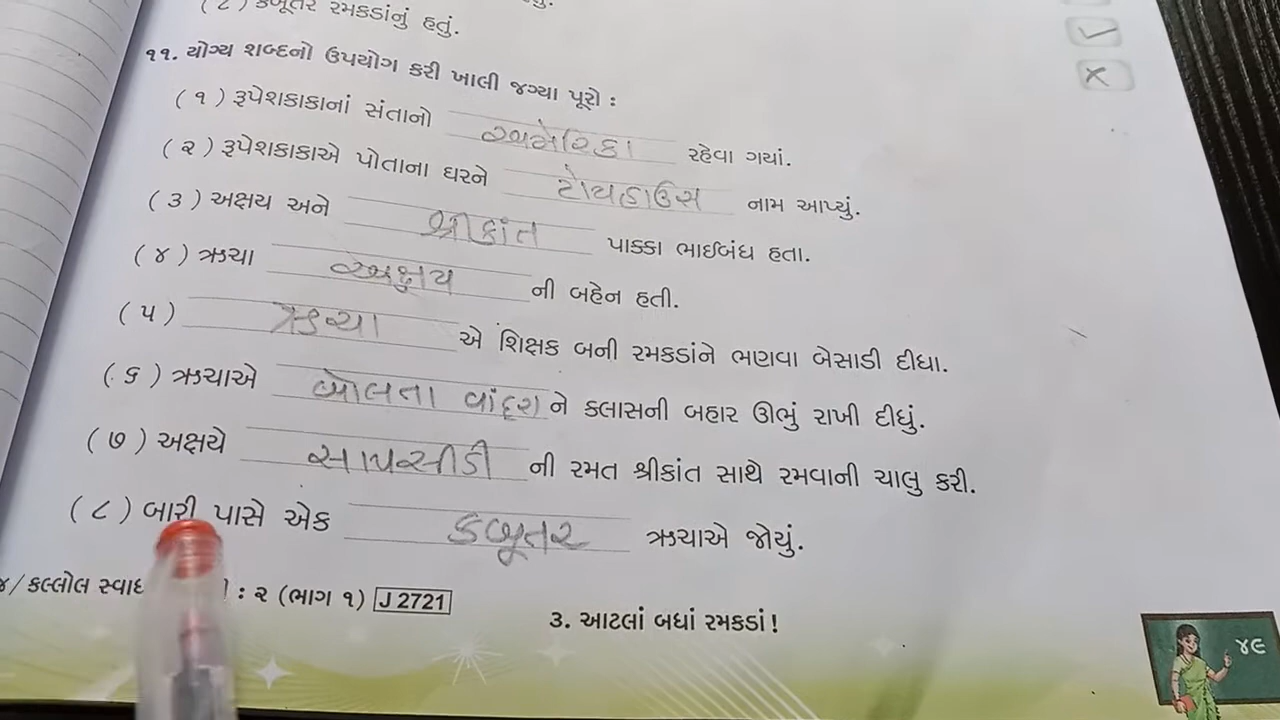 (૮) કબૂતર રમકડાંનું હતું.
૧૧. યોગ્ય શબ્દનો ઉપયોગ કરી ખાલી જગ્યા પૂરો :
(૧) રૂપેશકાકાનાં સંતાનો અમેરિકા રહેવા ગયાં.
(૨) રૂપેશકાકાએ પોતાના ઘરને ટોયહાઉસ નામ આપ્યું.
(૩) અક્ષય અને શ્રીકાંત પાક્કા ભાઈબંધ હતા.
(૪) ઋચા અક્ષય ની બહેન હતી.
(૫) ઋચા એ શિક્ષક બની રમકડાંને ભણવા બેસાડી દીધા.
(૬) ઋચાએ બોલતા વાંદરા ને ક્લાસની બહાર ઊભું રાખી દીધું.
(૭) અક્ષયે સાપસીડી ની રમત શ્રીકાંત સાથે રમવાની ચાલુ કરી.
(૮) બારી પાસે એક કબૂતર ઋચાએ જોયું.
૪/કલ્લોલ : ૨ (ભાગ ૧) J 2721
૩. આટલાં બધાં રમકડાં!
૪૯